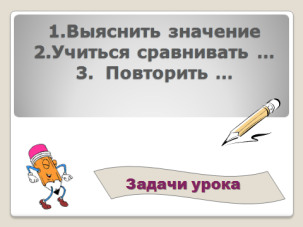 1.Выяснить значение
2.Учиться сравнивать ...
3. Повторить ...
Задачи урока